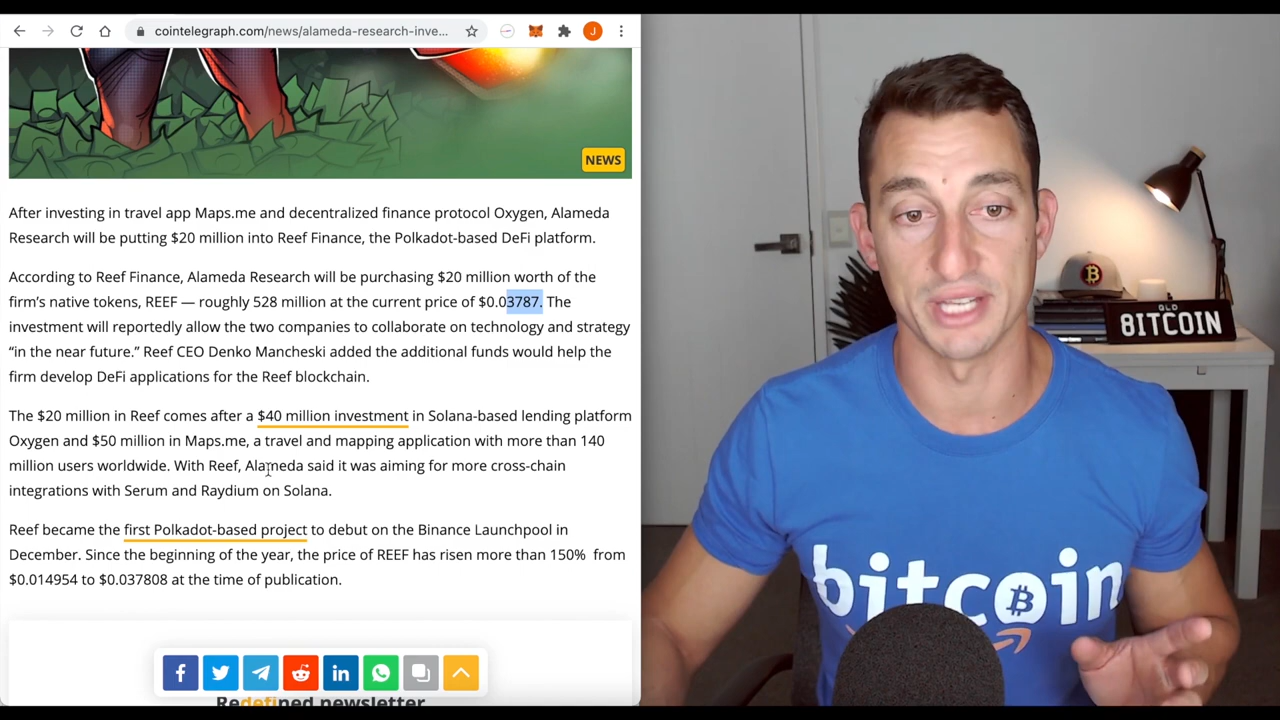 cointelegraph.com/news/alameda-research-inve...
J
NEWS
After investing in travel app Maps.me and decentralized finance protocol Oxygen, Alameda
Research will be putting $20 million into Reef Finance, the Polkadot-based DeFi platform.
According to Reef Finance, Alameda Research will be purchasing $20 million worth of the
firm’s native tokens, REEF — roughly 528 million at the current price of $0.03787. The
investment will reportedly allow the two companies to collaborate on technology and strategy
“in the near future.” Reef CEO Denko Mancheski added the additional funds would help the
firm develop DeFi applications for the Reef blockchain.
The $20 million in Reef comes after a $40 million investment in Solana-based lending platform
Oxygen and $50 million in Maps.me, a travel and mapping application with more than 140
million users worldwide. With Reef, Alameda said it was aiming for more cross-chain
integrations with Serum and Raydium on Solana.
Reef became the first Polkadot-based project to debut on the Binance Launchpool in
December. Since the beginning of the year, the price of REEF has risen more than 150% from
$0.014954 to $0.037808 at the time of publication.
Redefined newsletter
QLD
8ITCOIN
bitcoin